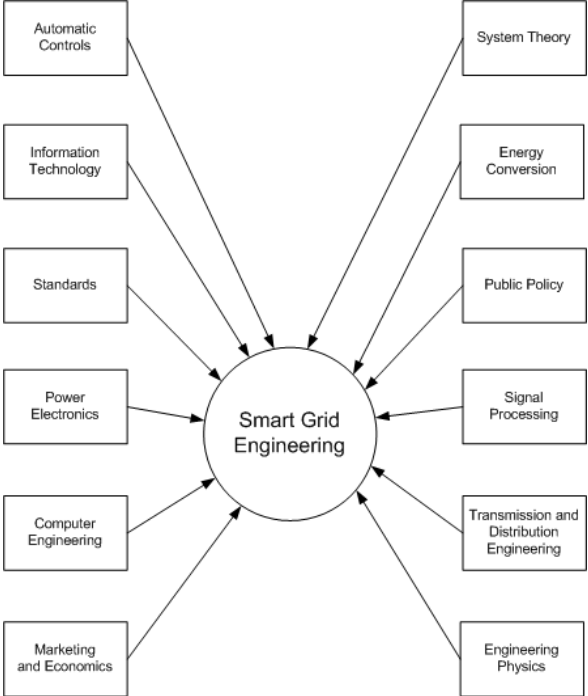 Automatic
Controls
System Theory
Information
Technology
Energy
Conversion
Standards
Public Policy
Power
Electronics
Smart Grid
Engineering
Signal
Processing
Computer
Engineering
Transmission and
Distribution
Engineering
Marketing
and Economics
Engineering
Physics